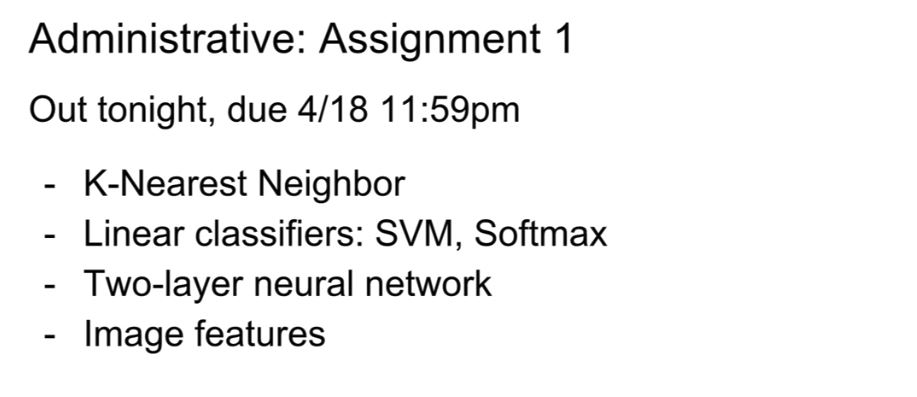 Administrative: Assignment 1
Out tonight, due 4/18 11:59pm
- K-Nearest Neighbor
- Linear classifiers: SVM, Softmax
- Two-layer neural network
- Image features